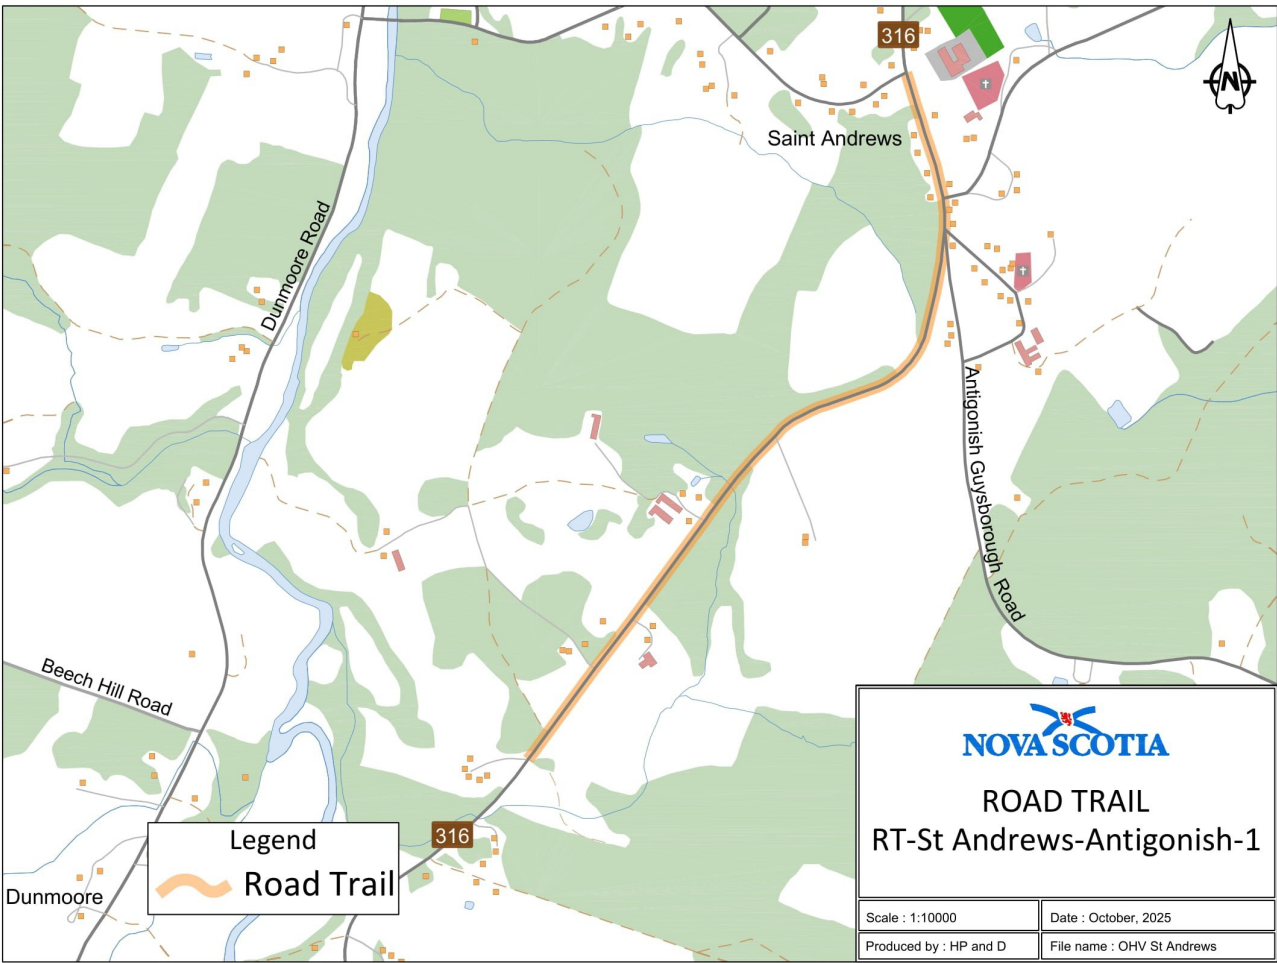 316
N
Saint Andrews
Dunmoore Road
Antigonish Guysborough Road
Beech Hill Road
316
Dunmoore
Legend
Road Trail
NOVA SCOTIA
ROAD TRAIL
RT-St Andrews-Antigonish-1
Scale : 1:10000
Date : October, 2025
Produced by : HP and D
File name : OHV St Andrews